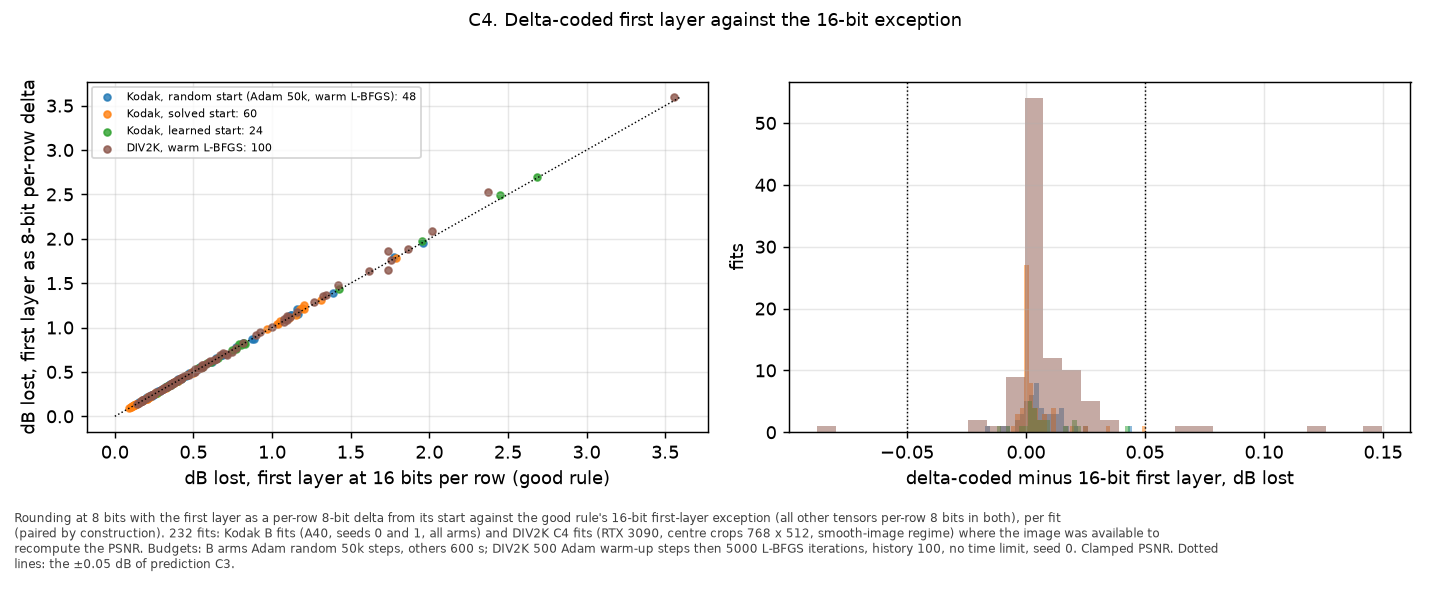 C4. Delta-coded first layer against the 16-bit exception
dB lost, first layer as 8-bit per-row delta
3.5
3.0
2.5
2.0
1.5
1.0
0.5
0.0
Kodak, random start (Adam 50k, warm L-BFGS): 48
Kodak, solved start: 60
Kodak, learned start: 24
DIV2K, warm L-BFGS: 100
0.0 0.5 1.0 1.5 2.0 2.5 3.0 3.5
dB lost, first layer at 16 bits per row (good rule)
fits
50
40
30
20
10
0
−0.05 0.00 0.05 0.10 0.15
delta-coded minus 16-bit first layer, dB lost
Rounding at 8 bits with the first layer as a per-row 8-bit delta from its start against the good rule's 16-bit first-layer exception (all other tensors per-row 8 bits in both), per fit
(paired by construction). 232 fits: Kodak B fits (A40, seeds 0 and 1, all arms) and DIV2K C4 fits (RTX 3090, centre crops 768 x 512, smooth-image regime) where the image was available to
recompute the PSNR. Budgets: B arms Adam random 50k steps, others 600 s; DIV2K 500 Adam warm-up steps then 5000 L-BFGS iterations, history 100, no time limit, seed 0. Clamped PSNR. Dotted
lines: the ±0.05 dB of prediction C3.